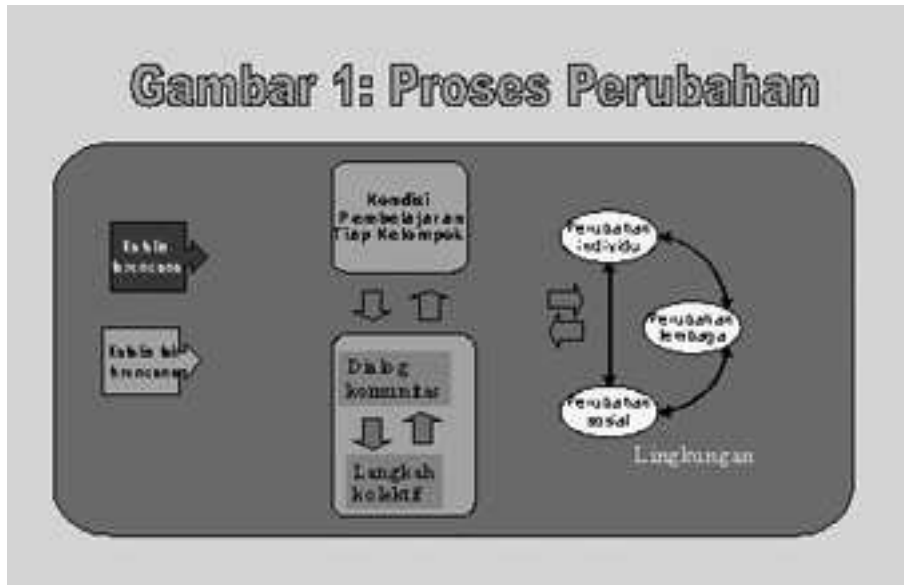 Gambar 1: Proses Perubahan
Kondisi
Pembelajaran
Tiap Kelompok
Perubahan
individu
Perubahan
lembaga
Dialog
komunitas
Perubahan
sosial
Lingkungan
Langkah
kolektif